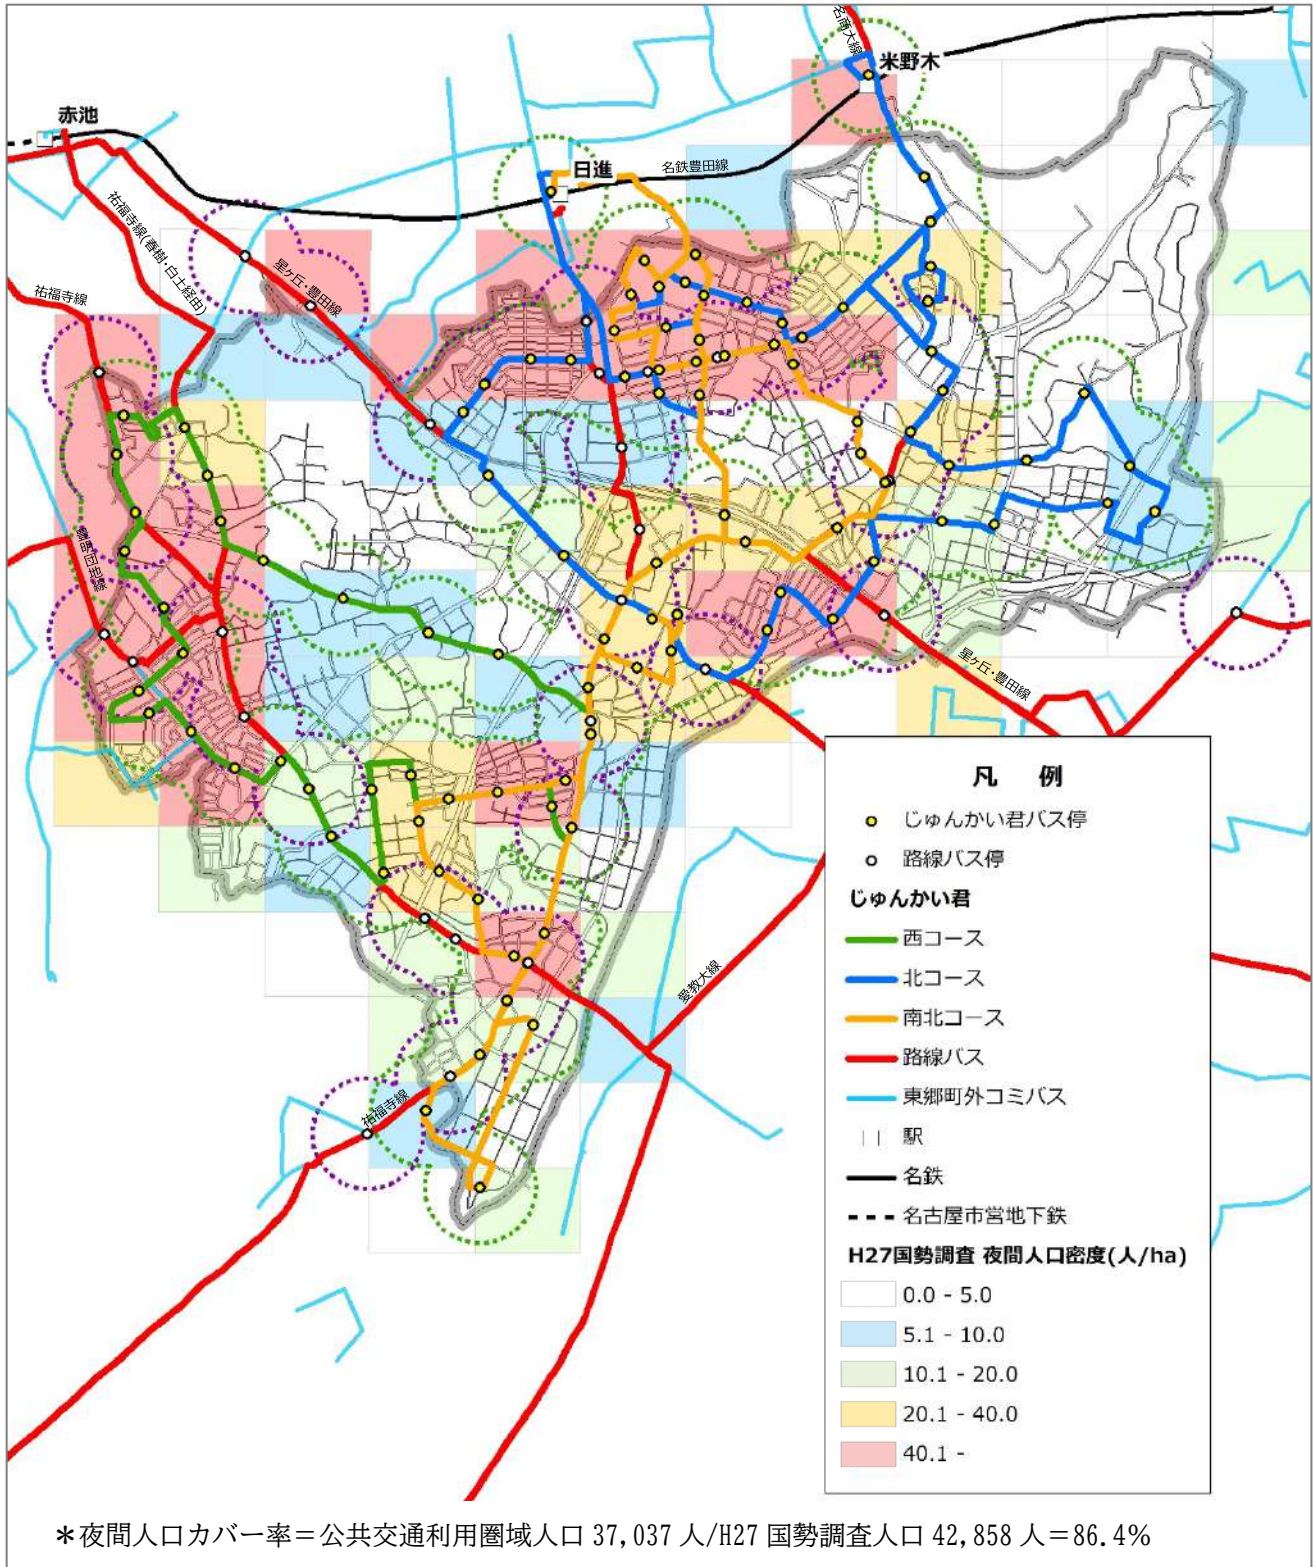 名商大線
米野木
赤池
日進
名鉄豊田線
祐福寺線(春樹・白土経由)
星ヶ丘・豊田線
祐福寺線
豊明団地線
星ヶ丘・豊田線
愛教大線
祐福寺線
凡 例
じゅんかい君バス停
路線バス停
じゅんかい君
西コース
北コース
南北コース
路線バス
東郷町外コミバス
駅
名鉄
名古屋市営地下鉄
H27国勢調査 夜間人口密度(人/ha)
0.0 - 5.0
5.1 - 10.0
10.1 - 20.0
20.1 - 40.0
40.1 -
*夜間人口カバー率=公共交通利用圏域人口 37,037 人/H27 国勢調査人口 42,858 人=86.4%